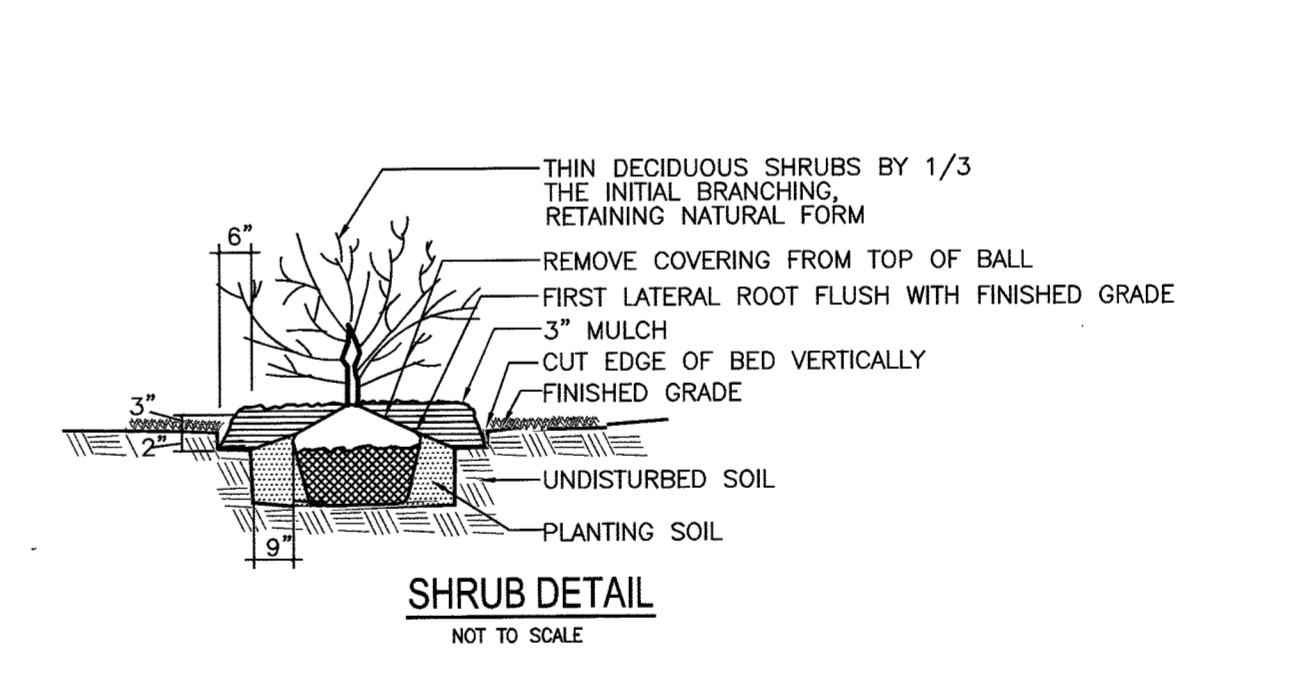 THIN DECIDUOUS SHRUBS BY 1/3
THE INITIAL BRANCHING,
RETAINING NATURAL FORM
6"
REMOVE COVERING FROM TOP OF BALL
FIRST LATERAL ROOT FLUSH WITH FINISHED GRADE
3" MULCH
CUT EDGE OF BED VERTICALLY
FINISHED GRADE
3"
2"
UNDISTURBED SOIL
PLANTING SOIL
9"
SHRUB DETAIL
NOT TO SCALE